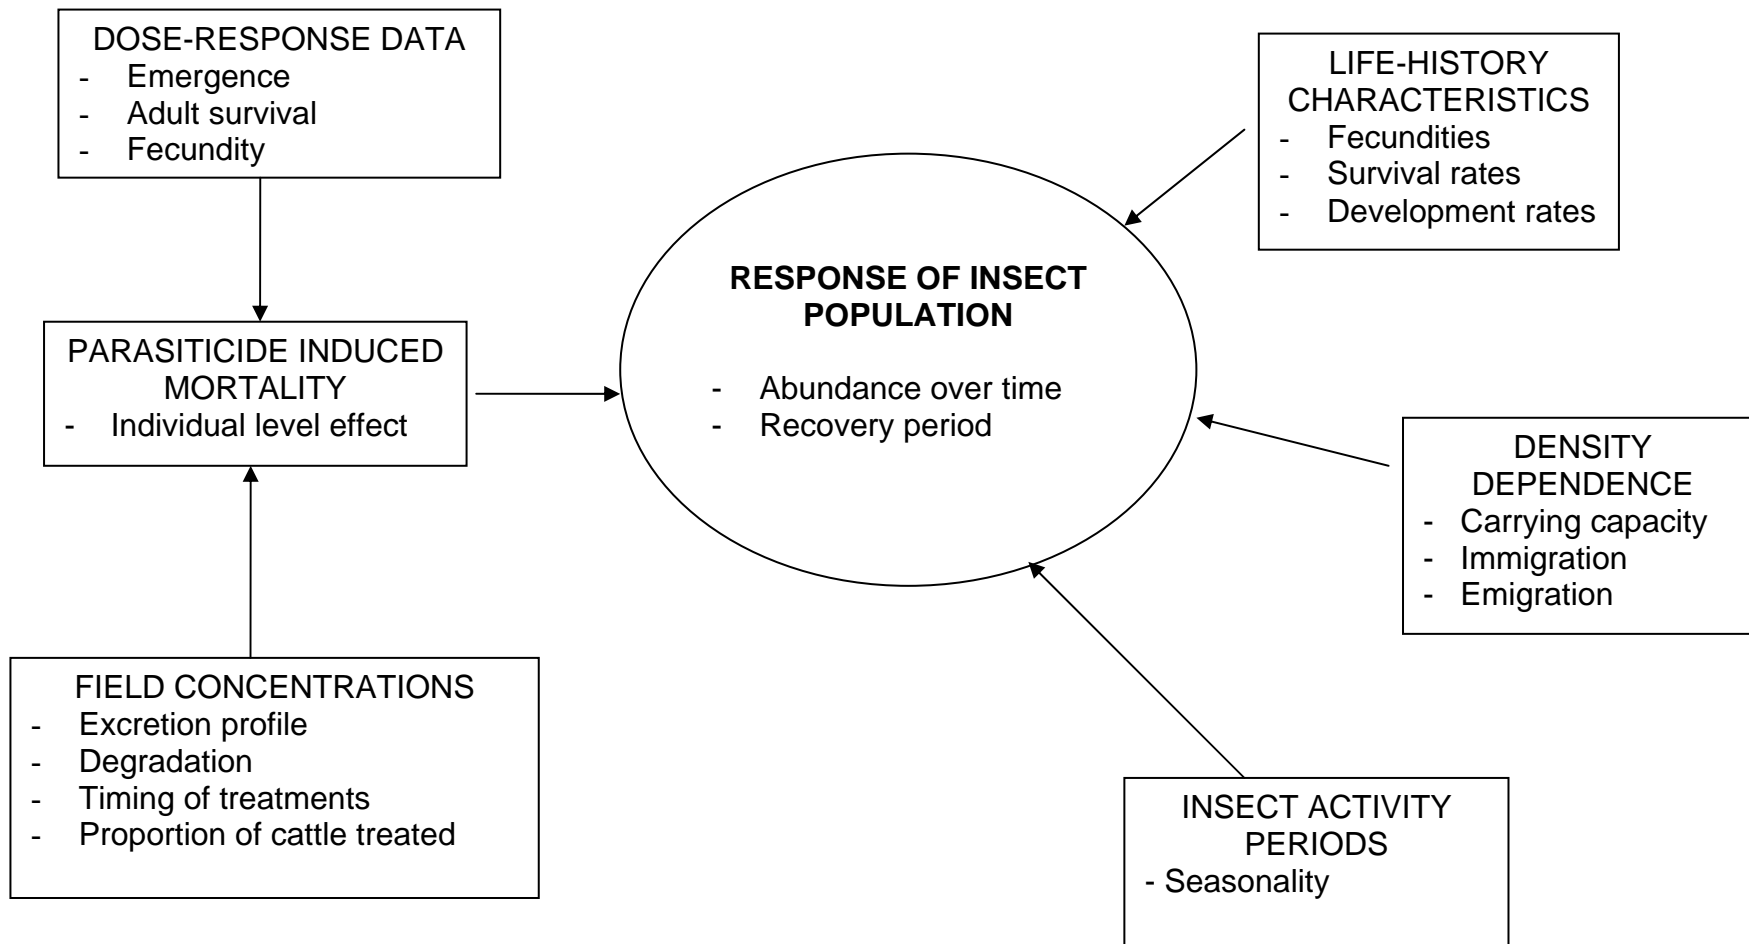 DOSE-RESPONSE DATA
- Emergence
- Adult survival
- Fecundity
PARASITICIDE INDUCED
MORTALITY
- Individual level effect
FIELD CONCENTRATIONS
- Excretion profile
- Degradation
- Timing of treatments
- Proportion of cattle treated
RESPONSE OF INSECT
POPULATION
- Abundance over time
- Recovery period
LIFE-HISTORY
CHARACTERISTICS
- Fecundities
- Survival rates
- Development rates
DENSITY
DEPENDENCE
- Carrying capacity
- Immigration
- Emigration
INSECT ACTIVITY
PERIODS
- Seasonality